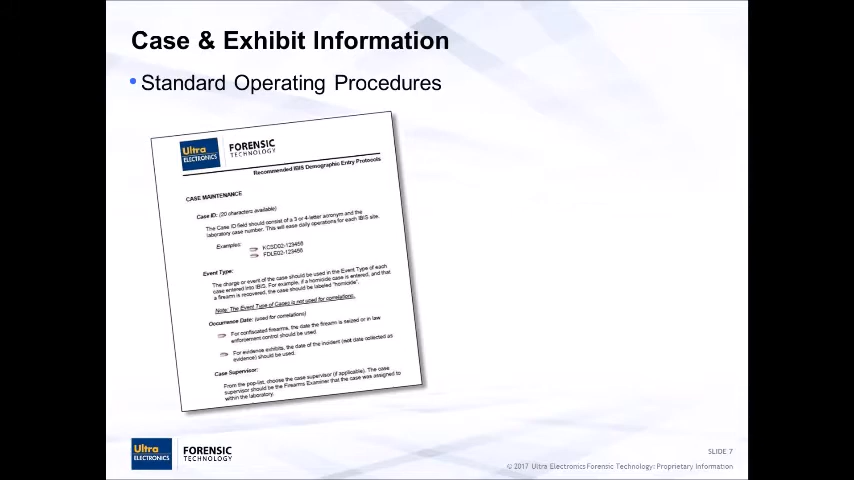 Case & Exhibit Information
• Standard Operating Procedures
Ultra
ELECTRONICS
FORENSIC
TECHNOLOGY
Recommended IBIS Demographic Entry Protocols
CASE MAINTENANCE
Case ID: (20 characters available)
The Case ID field should consist of a 3 or 4-letter acronym and the
laboratory case number. This will ease daily operations for each IBIS site.
Examples:
KCSD02-123456
FDLE02-123456
Event Type:
The charge or event of the case should be used in the Event Type of each
case entered into IBIS. For example, if a homicide case is entered, and that
a firearm is recovered, the case should be labeled "homicide".
Note: The Event Type of Cases is not used for correlations.
Occurrence Date: (used for correlations)
For confiscated firearms, the date the firearm is seized or in law
enforcement control should be used.
For evidence exhibits, the date of the incident (not date collected as
evidence) should be used.
Case Supervisor:
From the pop-list, choose the case supervisor (if applicable). The case
supervisor should be the Firearms Examiner that the case was assigned to
within the laboratory.
Ultra
ELECTRONICS
FORENSIC
TECHNOLOGY
SLIDE 7
© 2017 Ultra Electronics Forensic Technology: Proprietary Information